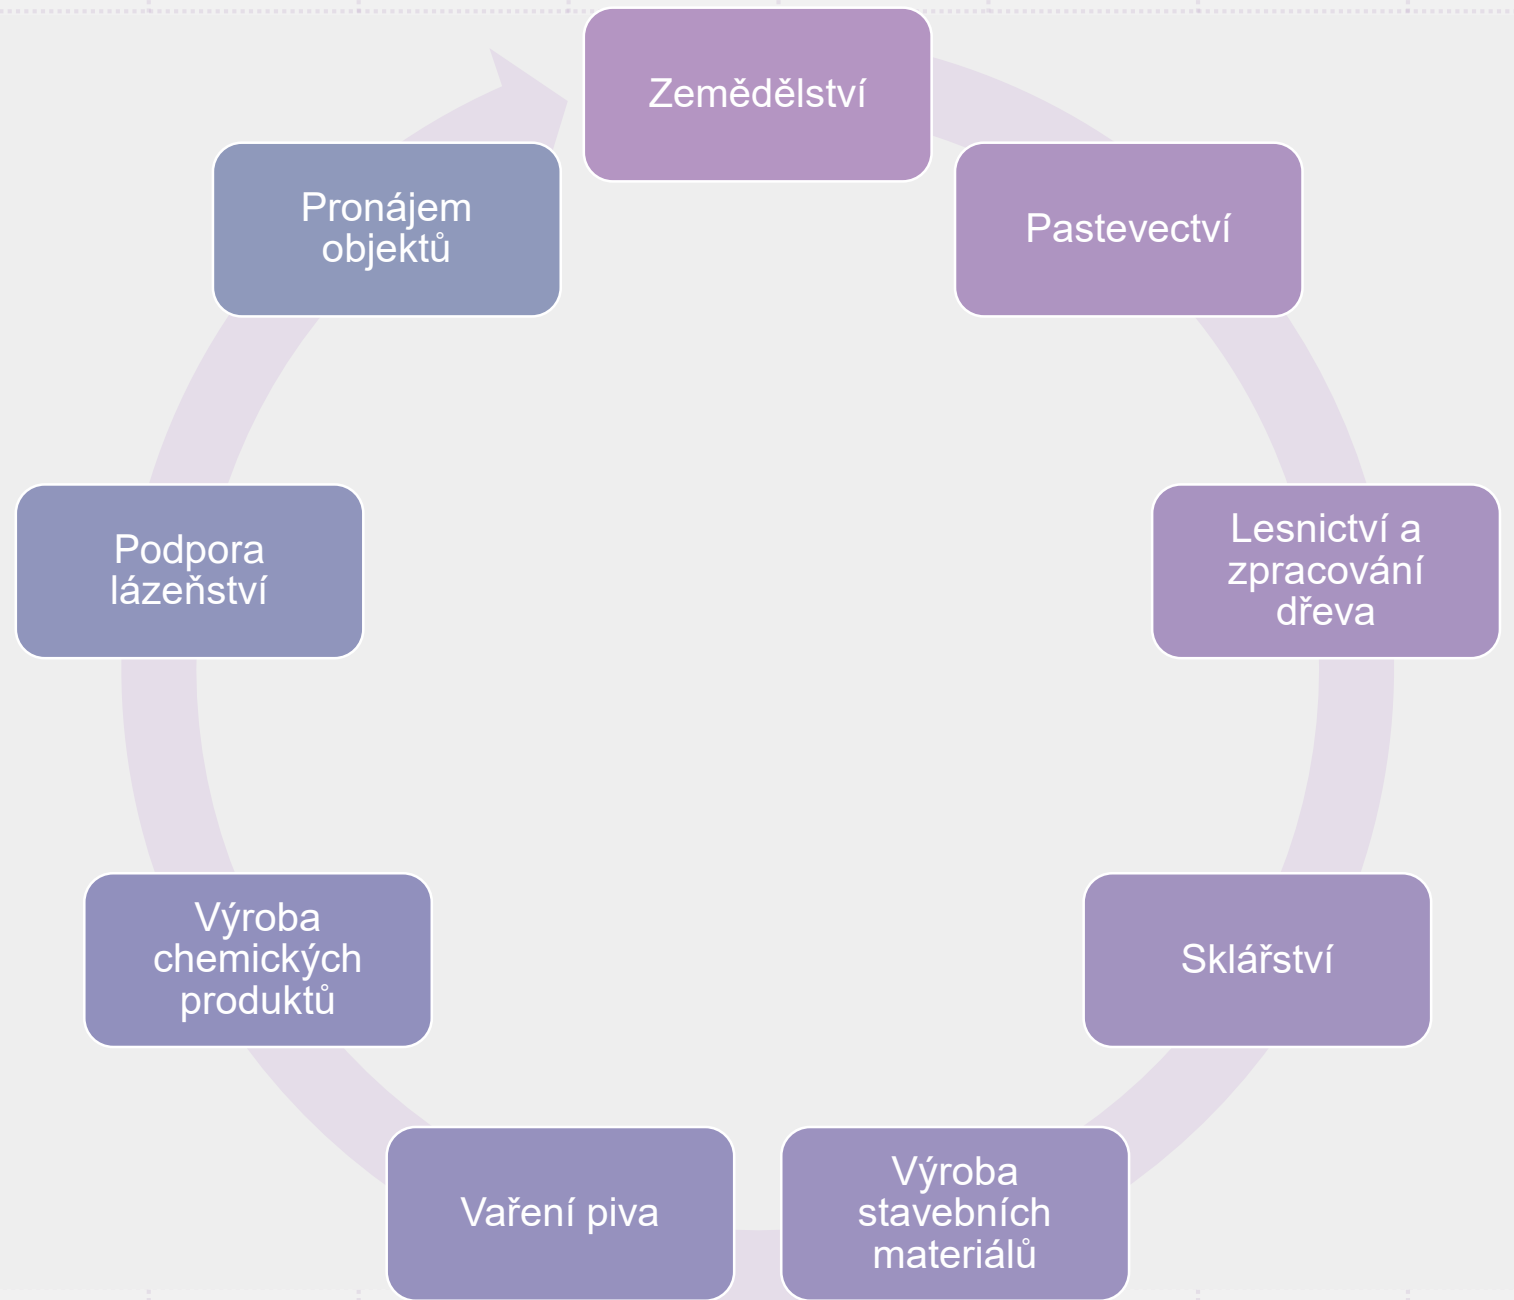 Zemědělství
Pastevectví
Lesnictví a
zpracování
dřeva
Sklářství
Výroba
stavebních
materiálů
Vaření piva
Výroba
chemických
produktů
Podpora
lázeňství
Pronájem
objektů